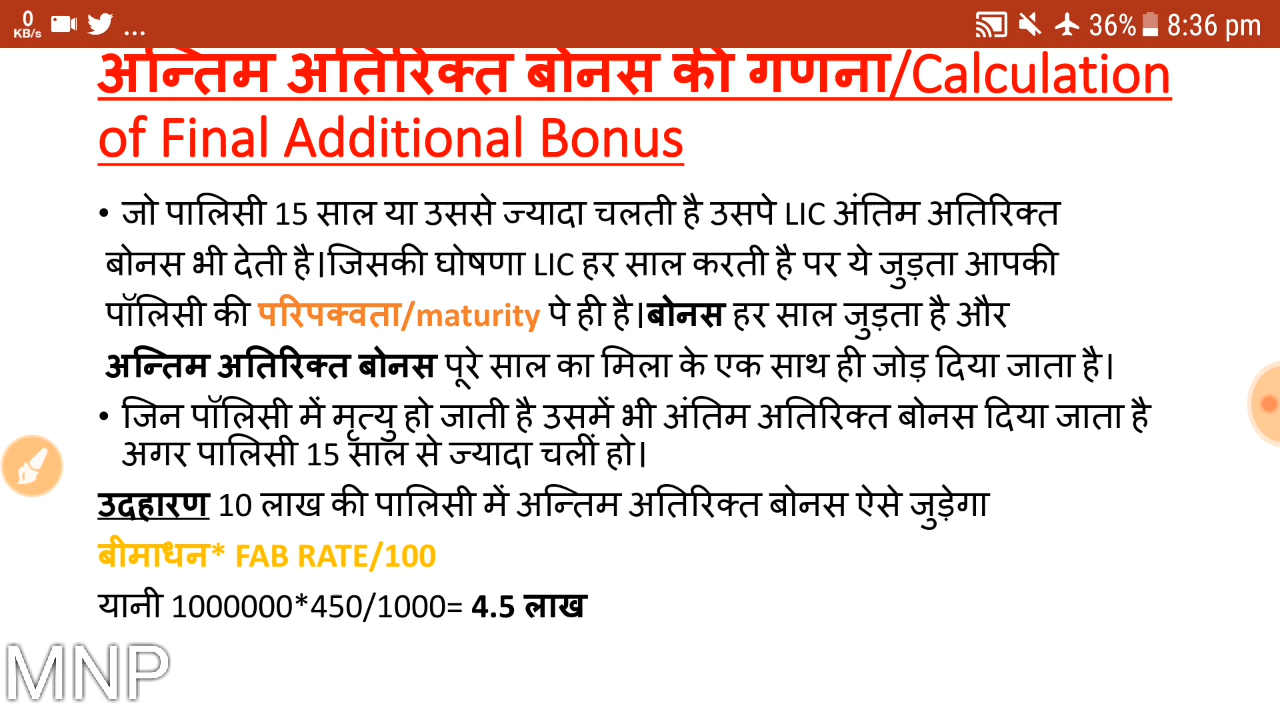 0
KB/s
...
36%
8:36 pm
अन्तिम अतिरिक्त बोनस की गणना/Calculation
of Final Additional Bonus
• जो पालिसी 15 साल या उससे ज्यादा चलती है उसपे LIC अंतिम अतिरिक्त
बोनस भी देती है।जिसकी घोषणा LIC हर साल करती है पर ये जुड़ता आपकी
पॉलिसी की परिपक्वता/maturity पे ही है।बोनस हर साल जुड़ता है और
अन्तिम अतिरिक्त बोनस पूरे साल का मिला के एक साथ ही जोड़ दिया जाता है।
• जिन पॉलिसी में मृत्यु हो जाती है उसमें भी अंतिम अतिरिक्त बोनस दिया जाता है
अगर पालिसी 15 साल से ज्यादा चलीं हो।
उदहारण 10 लाख की पालिसी में अन्तिम अतिरिक्त बोनस ऐसे जुड़ेगा
बीमाधन* FAB RATE/100
यानी 1000000*450/1000= 4.5 लाख
MNP